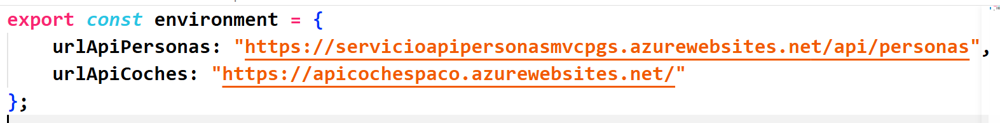 export const environment = {
urlApiPersonas: "https://servicioapipersonasmvcpgs.azurewebsites.net/api/personas",
urlApiCoches: "https://apicochespaco.azurewebsites.net/"
};